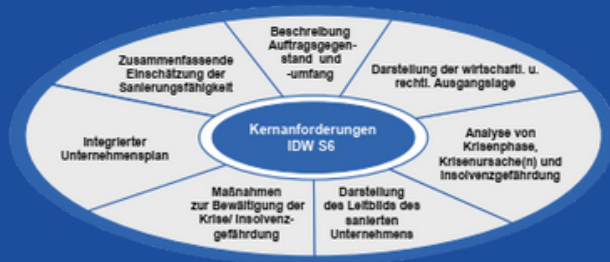 Beschreibung
Auftragsgegen-
stand und
-umfang
Darstellung der wirtschaftl. u.
rechtl. Ausgangslage
Analyse von
Krisenphase,
Krisenursache(n) und
Insolvenzgefährdung
Darstellung
des Leitbilds des
sanierten
Unternehmens
Maßnahmen
zur Bewältigung der
Krise/ Insolvenz-
gefährdung
Integrierter
Unternehmensplan
Zusammenfassende
Einschätzung der
Sanierungsfähigkeit
Kernanforderungen
IDW S6